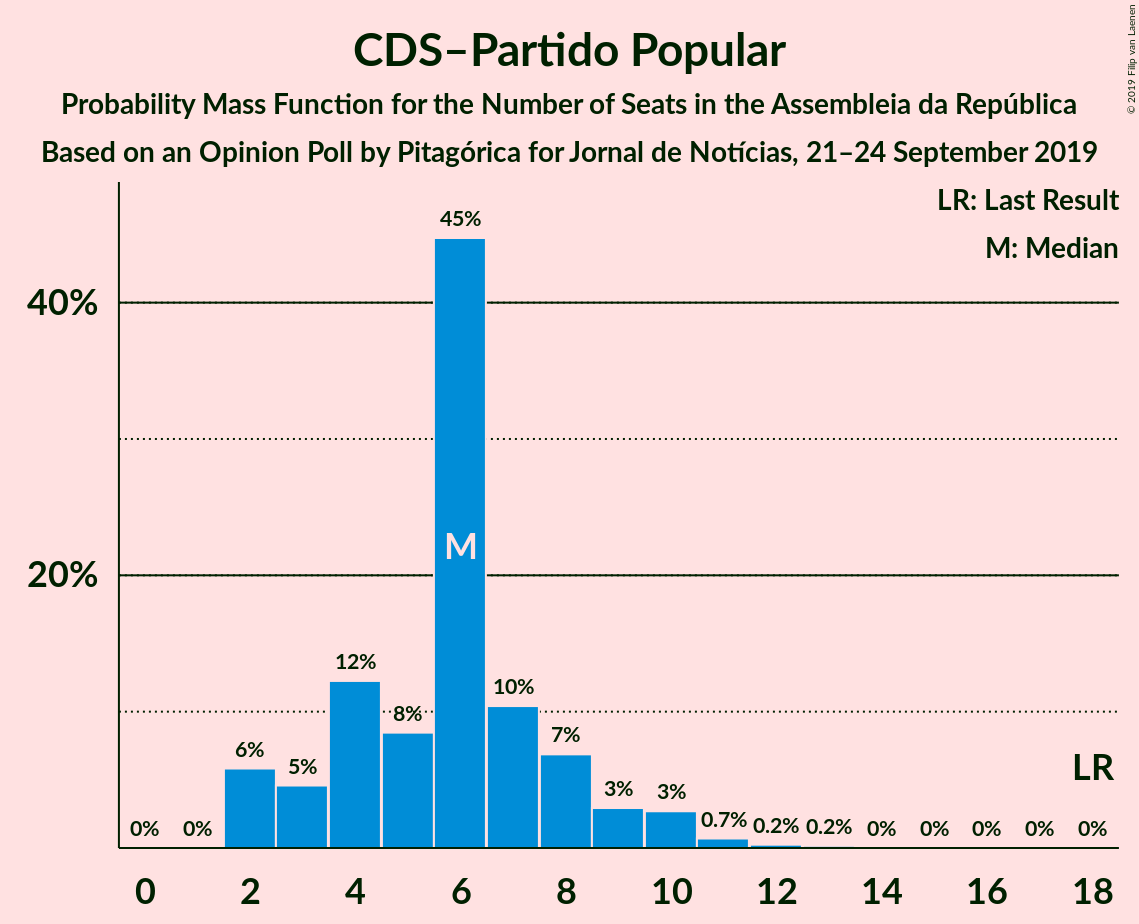 CDS–Partido Popular
Probability Mass Function for the Number of Seats in the Assembleia da República
Based on an Opinion Poll by Pitagórica for Jornal de Notícias, 21–24 September 2019
© 2019 Filip van Laenen
LR: Last Result
M: Median
45%
40%
M
20%
12%
10%
8%
7%
6%
5%
LR
3%
3%
0%
0%
0.7%
0.2%
0.2%
0%
0%
0%
0%
0%
0 2 4 6 8 10 12 14 16 18